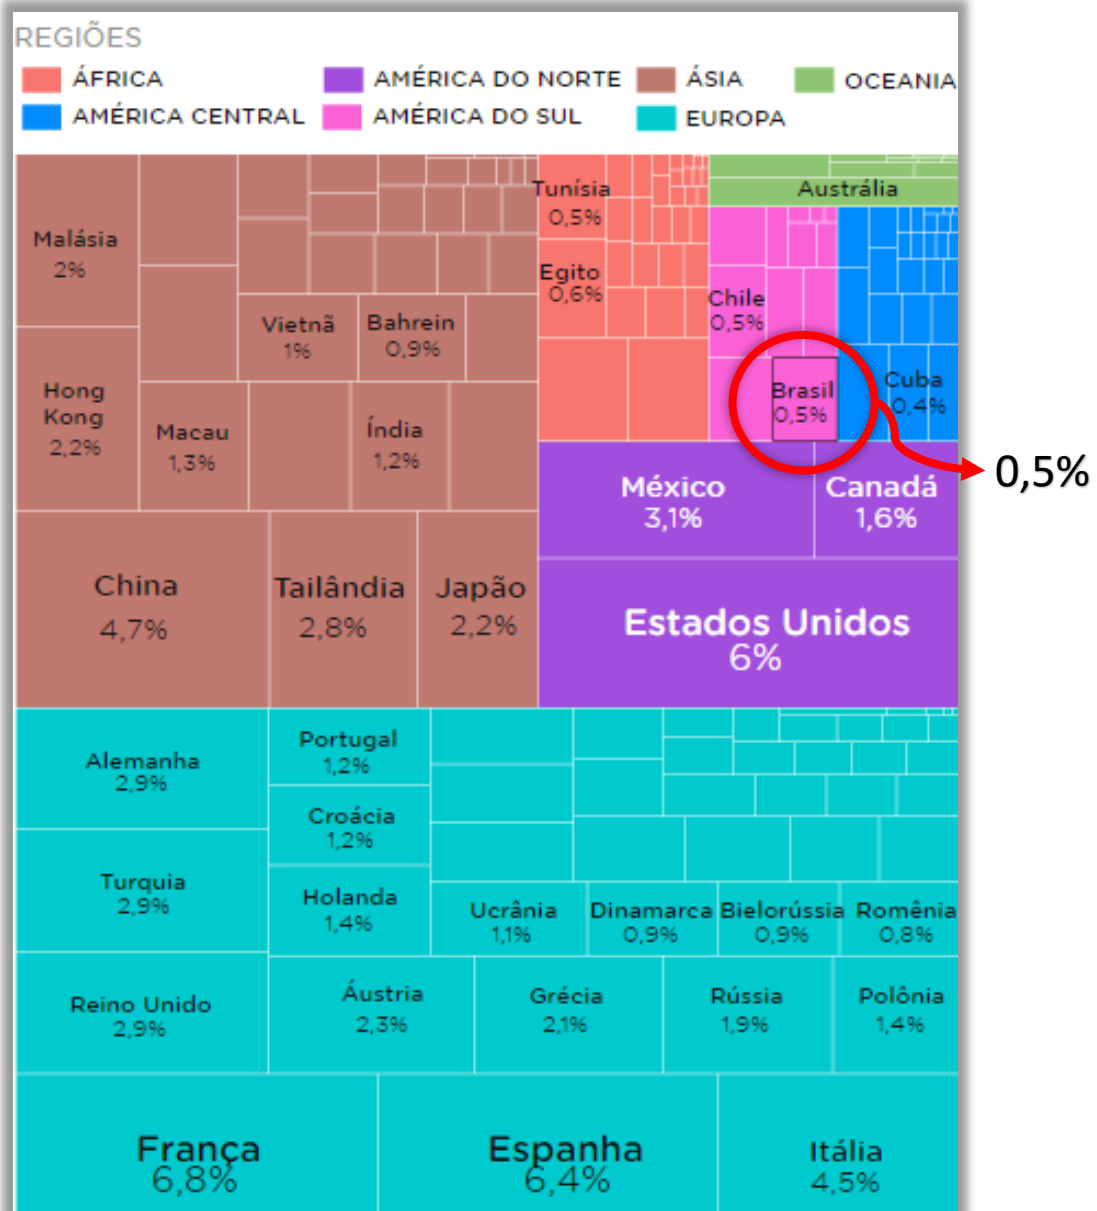 REGIÕES
ÁFRICA
AMÉRICA DO NORTE
ÁSIA
OCEANIA
AMÉRICA CENTRAL
AMÉRICA DO SUL
EUROPA
Malásia
2%
Hong
Kong
2,2%
Vietnã
1%
Bahrein
0,9%
Macau
1,3%
Índia
1,2%
China
4,7%
Tailândia
2,8%
Japão
2,2%
Tunísia
0,5%
Egito
0,6%
Austrália
Chile
0,5%
Brasil
0,5%
Cuba
0,4%
0,5%
México
3,1%
Canadá
1,6%
Estados Unidos
6%
Alemanha
2,9%
Portugal
1,2%
Croácia
1,2%
Turquia
2,9%
Holanda
1,4%
Ucrânia
1,1%
Dinamarca
0,9%
Bielorússia
0,9%
Romênia
0,8%
Reino Unido
2,9%
Áustria
2,3%
Grécia
2,1%
Rússia
1,9%
Polônia
1,4%
França
6,8%
Espanha
6,4%
Itália
4,5%